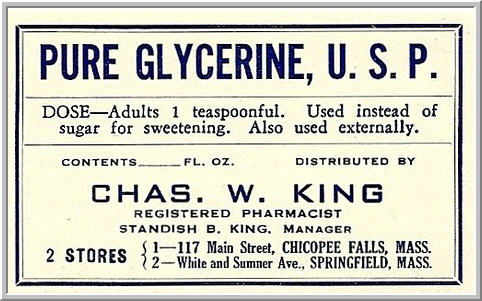 PURE GLYCERINE, U. S. P.
DOSE—Adults 1 teaspoonful. Used instead of
sugar for sweetening. Also used externally.
CONTENTS______FL. OZ. DISTRIBUTED BY
CHAS. W. KING
REGISTERED PHARMACIST
STANDISH B. KING, MANAGER
2 STORES { 1—117 Main Street, CHICOPEE FALLS, MASS.
2—White and Sumner Ave., SPRINGFIELD, MASS.